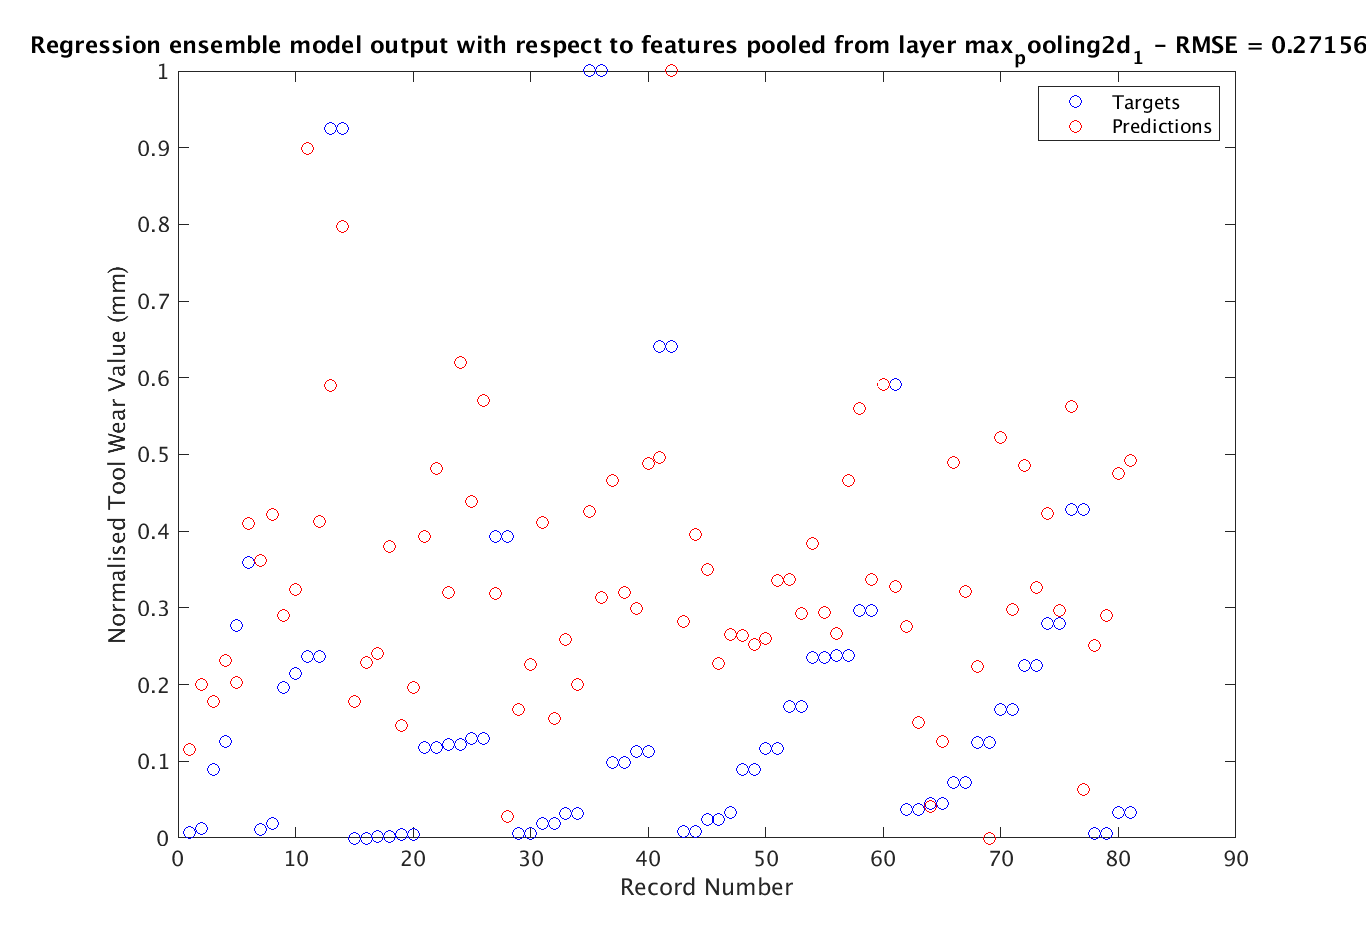 Regression ensemble model output with respect to features pooled from layer max_pooling2d_1 - RMSE = 0.27156
1
0.9
0.8
0.7
0.6
0.5
0.4
0.3
0.2
0.1
0
Normalised Tool Wear Value (mm)
Targets
Predictions
0 10 20 30 40 50 60 70 80 90
Record Number